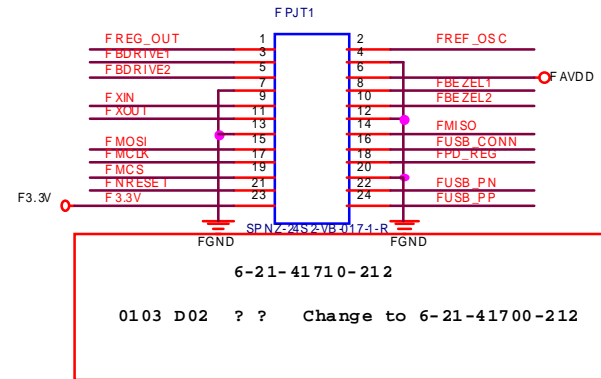 FPJT1
FREG_OUT 1 2 FREF_OSC
FBDRIVE1 3 4
FBDRIVE2 5 6 FAVDD
7 8 FBEZEL1
FXIN 9 10 FBEZEL2
FXOUT 11 12
13 14 FMISO
FMOSI 15 16 FUSB_CONN
FMCLK 17 18 FPD_REG
FMCS 19 20
FNRESET 21 22 FUSB_PN
F3.3V F3.3V 23 24 FUSB_PP
SPNZ-24S2-VB-017-1-R
FGND FGND
6-21-41710-212
0103 D02 ? ? Change to 6-21-41700-212